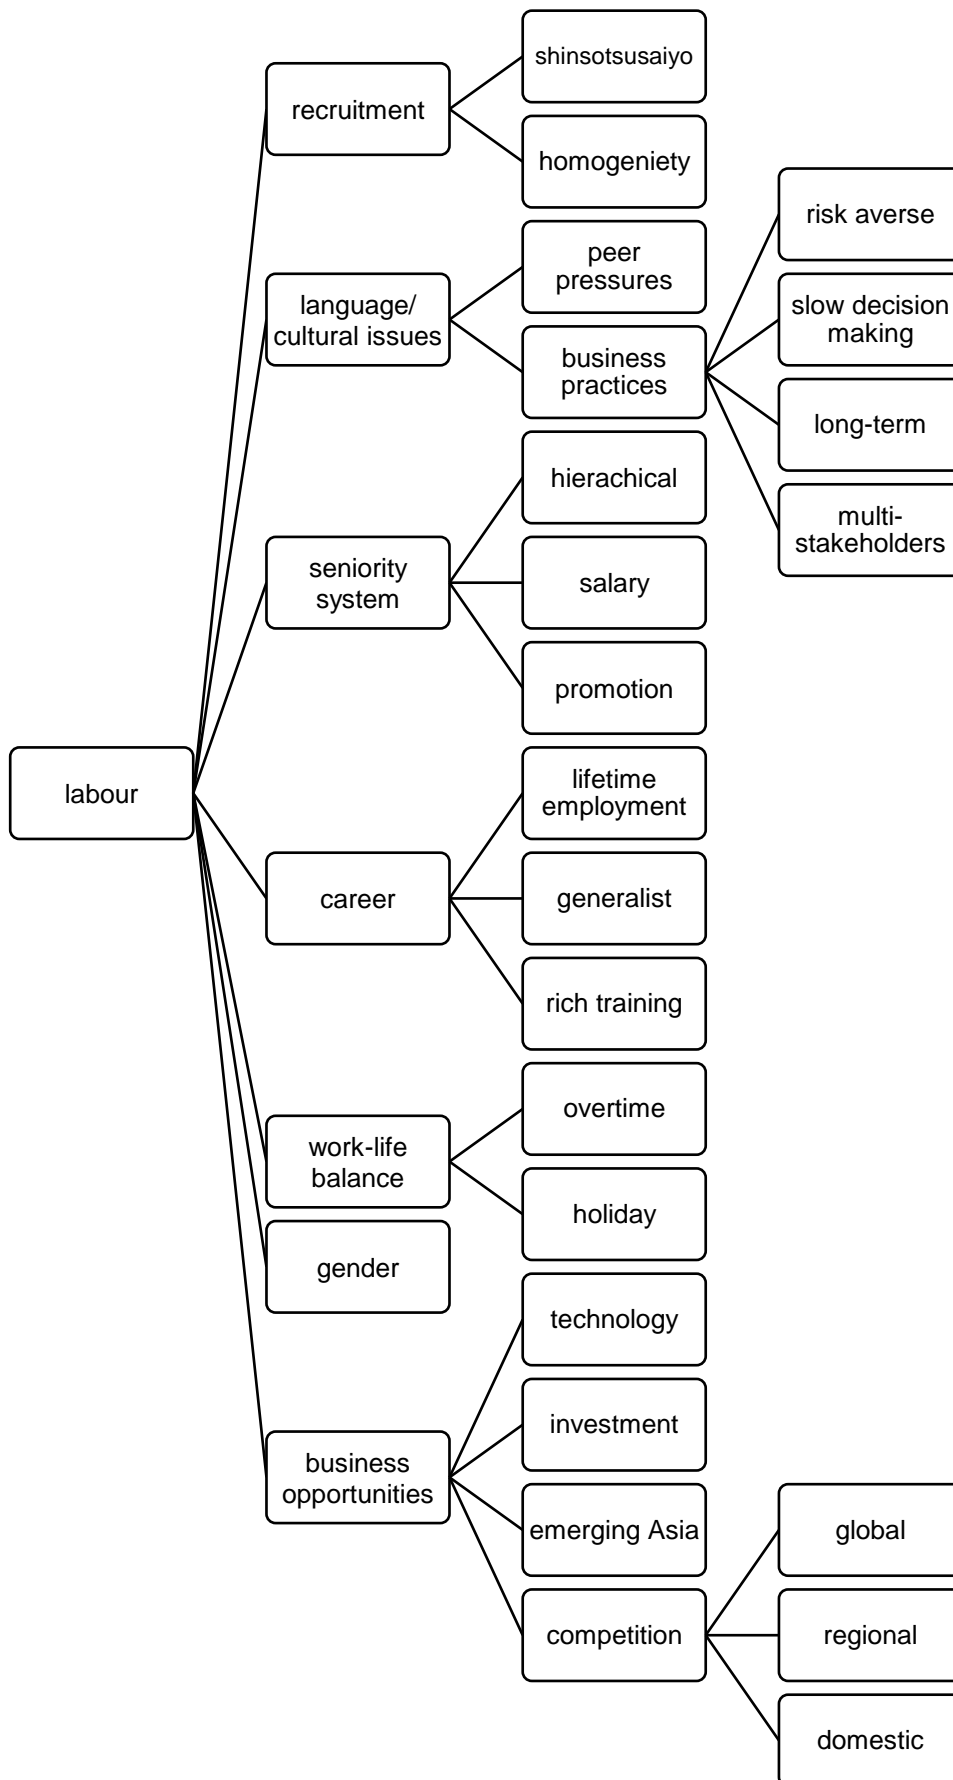 labour
recruitment
shinsotsusaiyo
homogeniety
language/
cultural issues
peer
pressures
business
practices
risk averse
slow decision
making
long-term
multi-
stakeholders
seniority
system
hierachical
salary
promotion
career
lifetime
employment
generalist
rich training
work-life
balance
overtime
holiday
gender
business
opportunities
technology
investment
emerging Asia
competition
global
regional
domestic